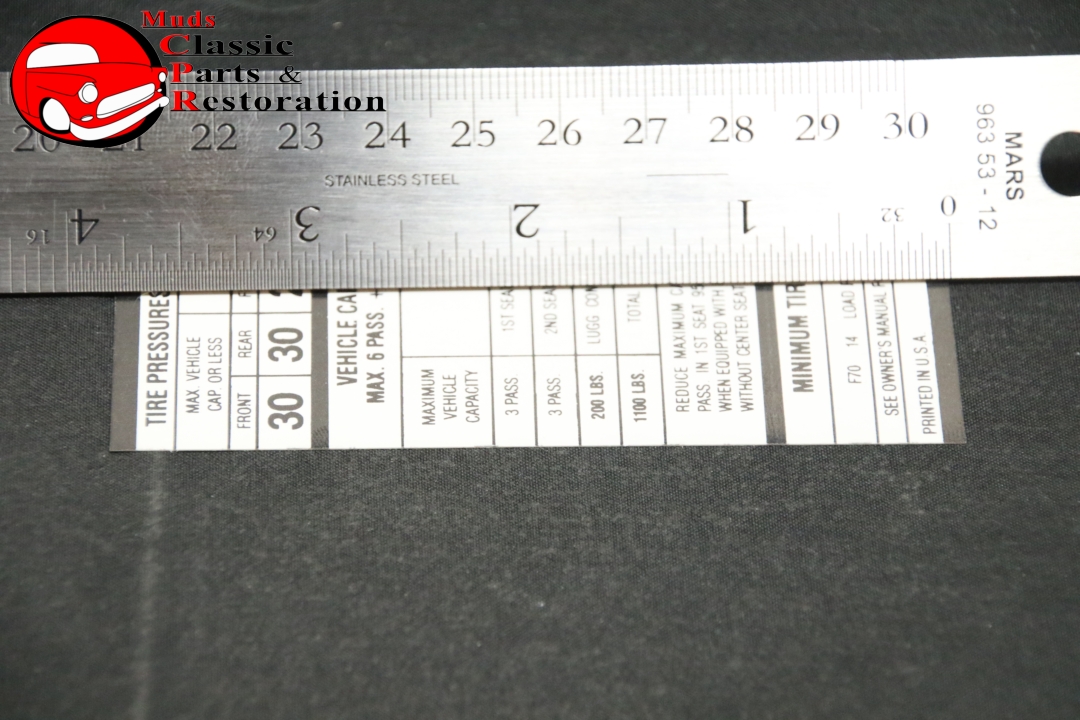 Muds
Classic
Parts &
Restoration
20 21 22 23 24 25 26 27 28 29 30
STAINLESS STEEL
MARS
963 53 - 12
16 4 64 3 2 1 32 0
TIRE PRESSURES
MAX VEHICLE
CAP OR LESS
FRONT REAR
30 30
VEHICLE CA
MAX. 6 PASS. +
MAXIMUM
VEHICLE
CAPACITY
3 PASS 1ST SEA
3 PASS. 2ND SEA
200 LBS. LUGG CON
1100 LBS. TOTAL
REDUCE MAXIMUM C
PASS IN 1ST SEAT 95
WHEN EQUIPPED WITH
WITHOUT CENTER SEAT
MINIMUM TIR
F70 14 LOAD
SEE OWNER'S MANUAL
PRINTED IN U S A